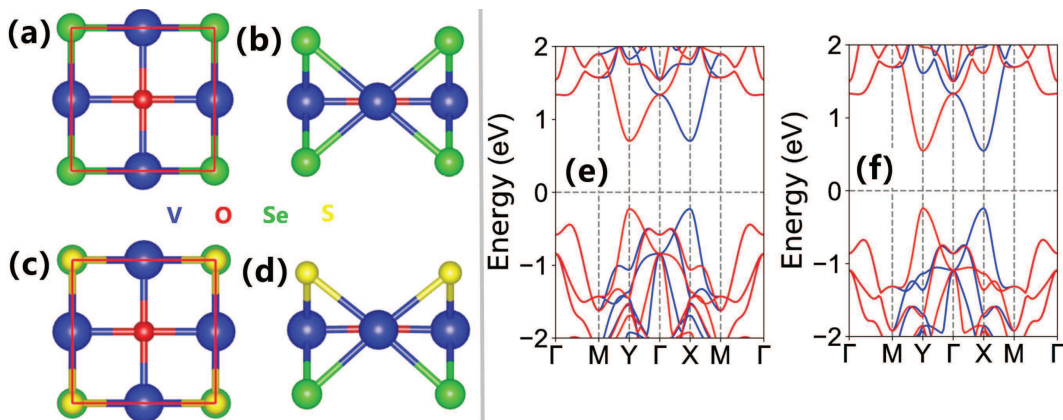 (a)
(b)
V O Se S
(c)
(d)
Energy (eV)
2
1
0
−1
−2
(e)
Γ M Y Γ X M Γ
Energy (eV)
2
1
0
−1
−2
(f)
Γ M Y Γ X M Γ